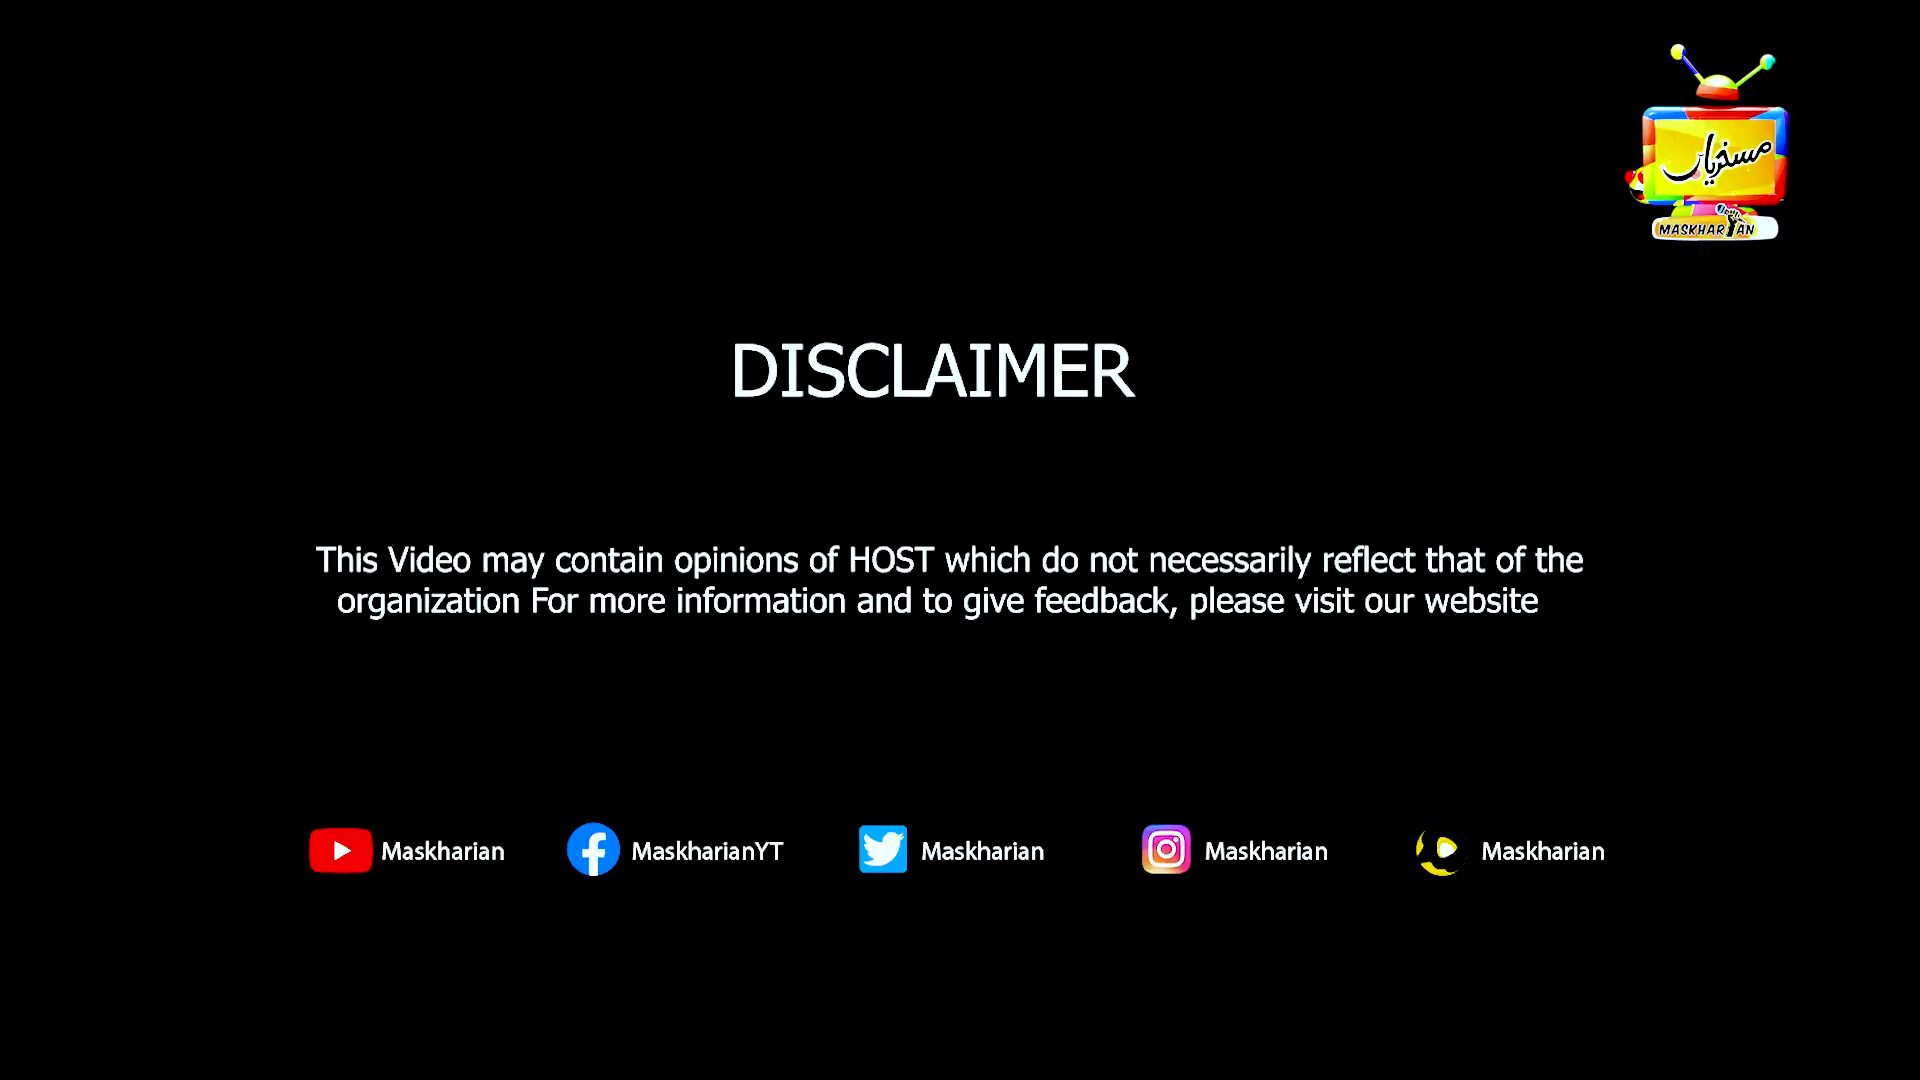 مسخریاں
MASKHARIAN
DISCLAIMER
This Video may contain opinions of HOST which do not necessarily reflect that of the
organization For more information and to give feedback, please visit our website
Maskharian
MaskharianYT
Maskharian
Maskharian
Maskharian